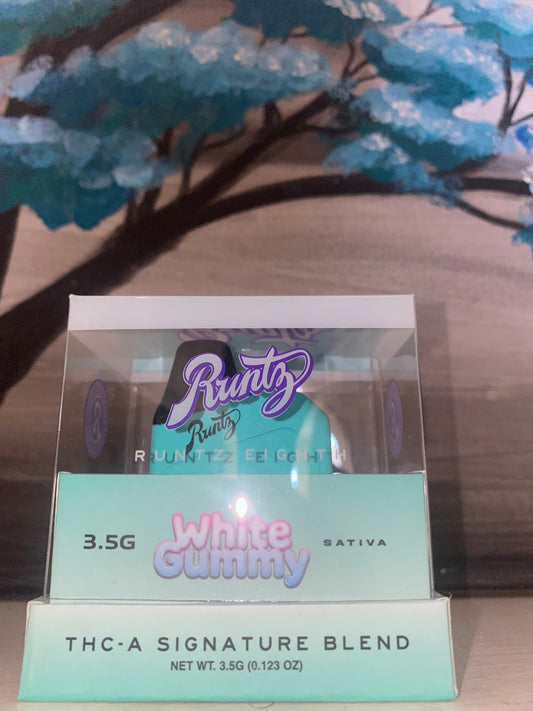 Runtz
Runtz
RUNTZ EIGHTH
3.5G
White
Gummy
SATIVA
THC-A SIGNATURE BLEND
NET WT. 3.5G (0.123 OZ)